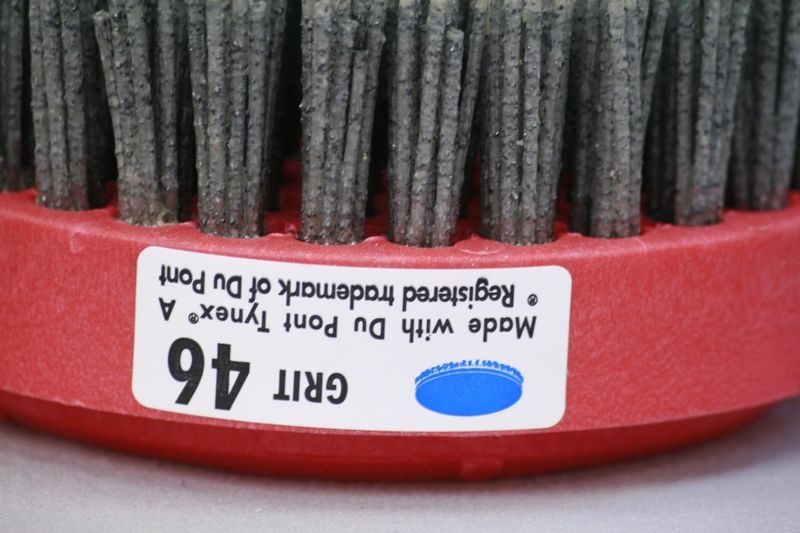 GRIT 46
Made with Du Pont Tynex® A
® Registered trademark of Du Pont